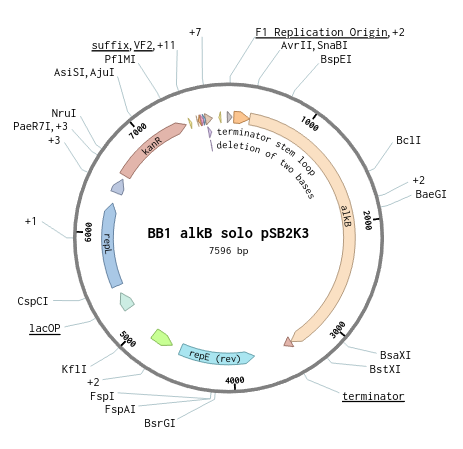 +7
F1 Replication Origin, +2
suffix, VF2, +11
AvrII, SnaBI
PflMI
BspEI
AsiSI, AjuI
NruI
PaeR7I, +3
+3
BclI
+2
BaeGI
+1
CspCI
lacOP
KflI
+2
FspI
FspAI
BsrGI
BsaXI
BstXI
terminator
1000
2000
3000
4000
5000
6000
7000
kanR
terminator stem loop
deletion of two bases
alkB
repL
repE (rev)
BB1 alkB solo pSB2K3
7596 bp